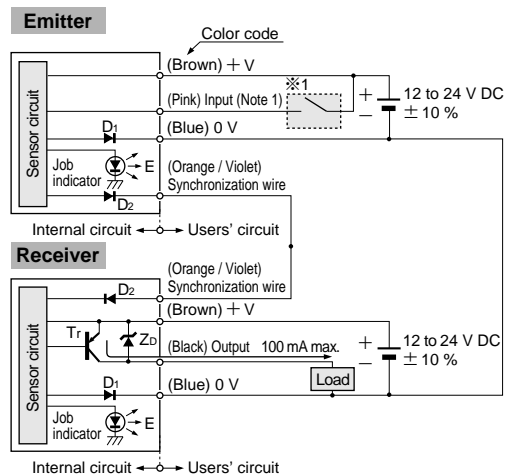 Emitter
Color code
(Brown) + V
※1
(Pink) Input (Note 1)
+
−
12 to 24 V DC
± 10 %
D1
(Blue) 0 V
Sensor circuit
Job
indicator
E
(Orange / Violet)
Synchronization wire
D2
Internal circuit
Users' circuit
Receiver
(Orange / Violet)
Synchronization wire
D2
(Brown) + V
Tr
ZD
(Black) Output 100 mA max.
+
−
12 to 24 V DC
± 10 %
Load
Sensor circuit
D1
(Blue) 0 V
Job
indicator
E
Internal circuit
Users' circuit